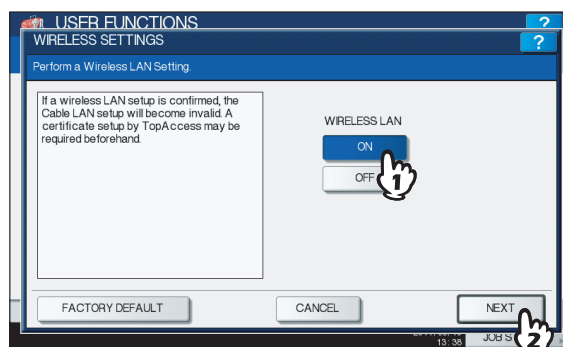 USER FUNCTIONS
?
WIRELESS SETTINGS
?
Perform a Wireless LAN Setting.
If a wireless LAN setup is confirmed, the
Cable LAN setup will become invalid. A
certificate setup by TopAccess may be
required beforehand.
WIRELESS LAN
ON
OFF
1
FACTORY DEFAULT
CANCEL
NEXT
2
13:38
JOB S